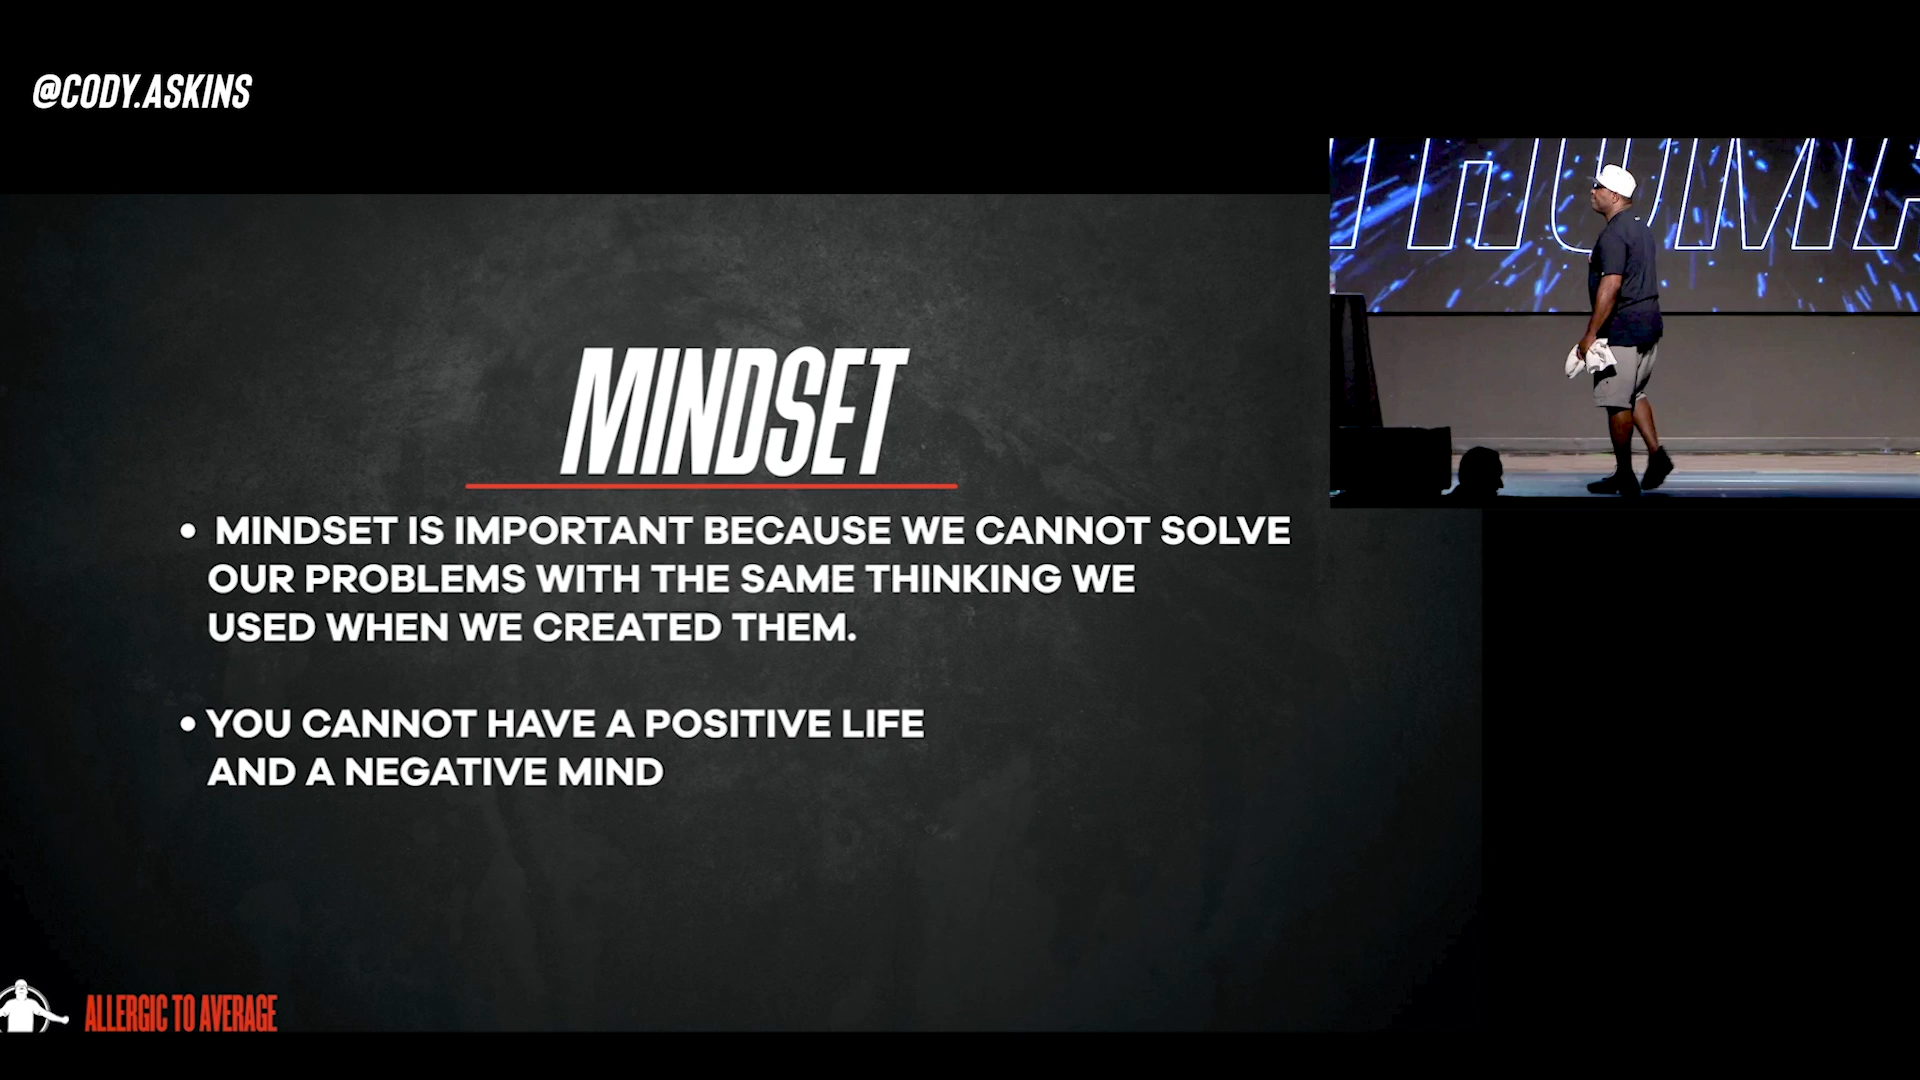 @CODY.ASKINS
THOMA
MINDSET
• MINDSET IS IMPORTANT BECAUSE WE CANNOT SOLVE
OUR PROBLEMS WITH THE SAME THINKING WE
USED WHEN WE CREATED THEM.
• YOU CANNOT HAVE A POSITIVE LIFE
AND A NEGATIVE MIND
ALLERGIC TO AVERAGE